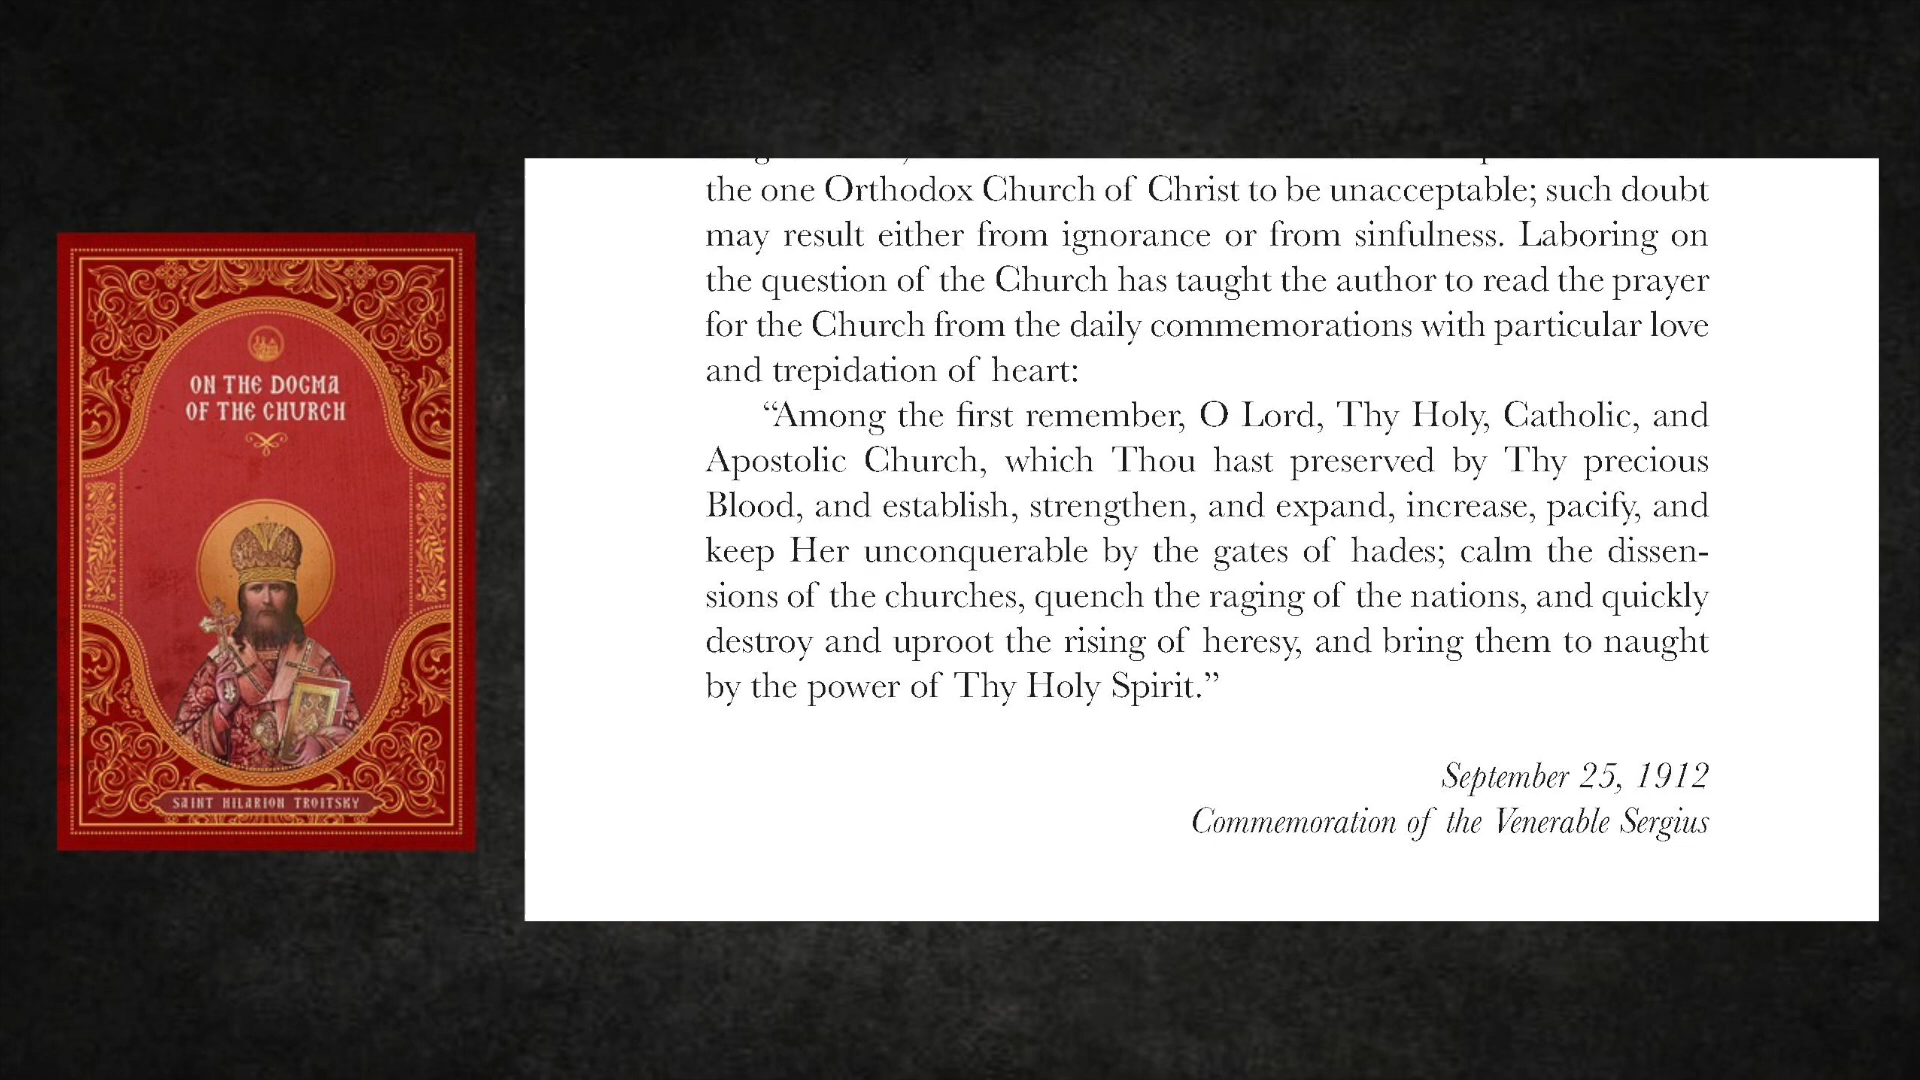 ON THE DOGMA
OF THE CHURCH
SAINT HILARION TROITSKY
the one Orthodox Church of Christ to be unacceptable; such doubt
may result either from ignorance or from sinfulness. Laboring on
the question of the Church has taught the author to read the prayer
for the Church from the daily commemorations with particular love
and trepidation of heart:
“Among the first remember, O Lord, Thy Holy, Catholic, and
Apostolic Church, which Thou hast preserved by Thy precious
Blood, and establish, strengthen, and expand, increase, pacify, and
keep Her unconquerable by the gates of hades; calm the dissen-
sions of the churches, quench the raging of the nations, and quickly
destroy and uproot the rising of heresy, and bring them to naught
by the power of Thy Holy Spirit.”
September 25, 1912
Commemoration of the Venerable Sergius